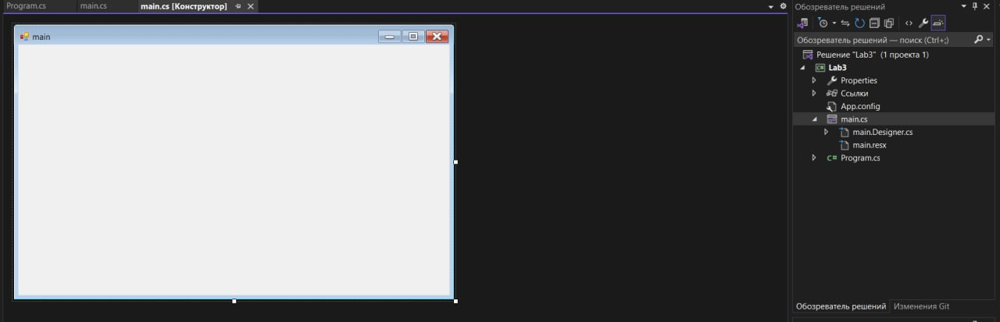 Program.cs
main.cs
main.cs [Конструктор]
main
Обозреватель решений
Обозреватель решений — поиск (Ctrl+;)
Решение "Lab3" (1 проекта 1)
C# Lab3
Properties
Ссылки
App.config
main.cs
main.Designer.cs
main.resx
C# Program.cs
Обозреватель решений
Изменения Git